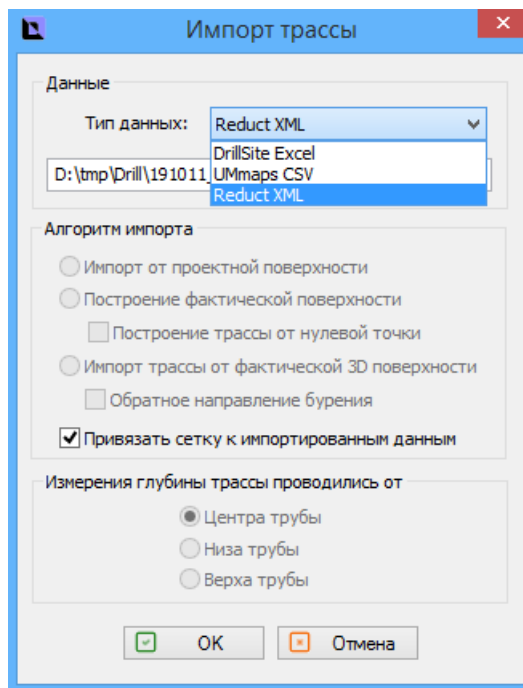 Импорт трассы
Данные
Тип данных: Reduct XML
DrillSite Excel
D:\tmp\Drill\191011_ UMmaps CSV
Reduct XML
Алгоритм импорта
Импорт от проектной поверхности
Построение фактической поверхности
Построение трассы от нулевой точки
Импорт трассы от фактической 3D поверхности
Обратное направление бурения
Привязать сетку к импортированным данным
Измерения глубины трассы проводились от
Центра трубы
Низа трубы
Верха трубы
OK Отмена